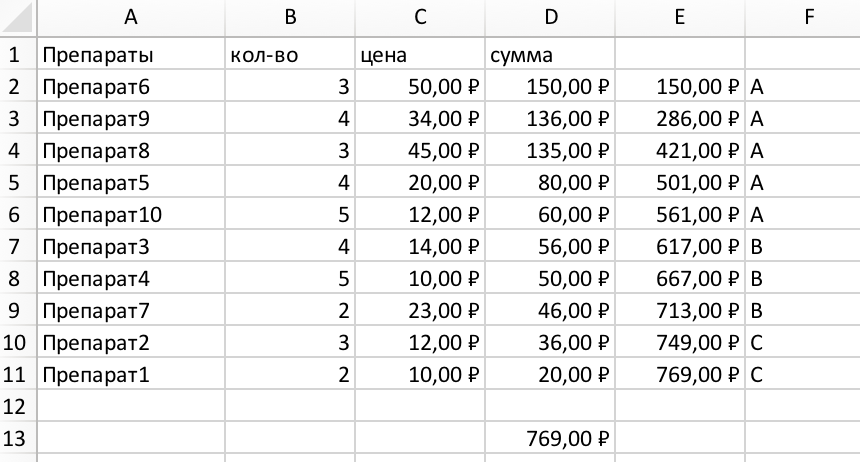 A B C D E F
1 Препараты кол-во цена сумма
2 Препарат6 3 50,00 ₽ 150,00 ₽ 150,00 ₽ A
3 Препарат9 4 34,00 ₽ 136,00 ₽ 286,00 ₽ A
4 Препарат8 3 45,00 ₽ 135,00 ₽ 421,00 ₽ A
5 Препарат5 4 20,00 ₽ 80,00 ₽ 501,00 ₽ A
6 Препарат10 5 12,00 ₽ 60,00 ₽ 561,00 ₽ A
7 Препарат3 4 14,00 ₽ 56,00 ₽ 617,00 ₽ B
8 Препарат4 5 10,00 ₽ 50,00 ₽ 667,00 ₽ B
9 Препарат7 2 23,00 ₽ 46,00 ₽ 713,00 ₽ B
10 Препарат2 3 12,00 ₽ 36,00 ₽ 749,00 ₽ C
11 Препарат1 2 10,00 ₽ 20,00 ₽ 769,00 ₽ C
12
13 769,00 ₽